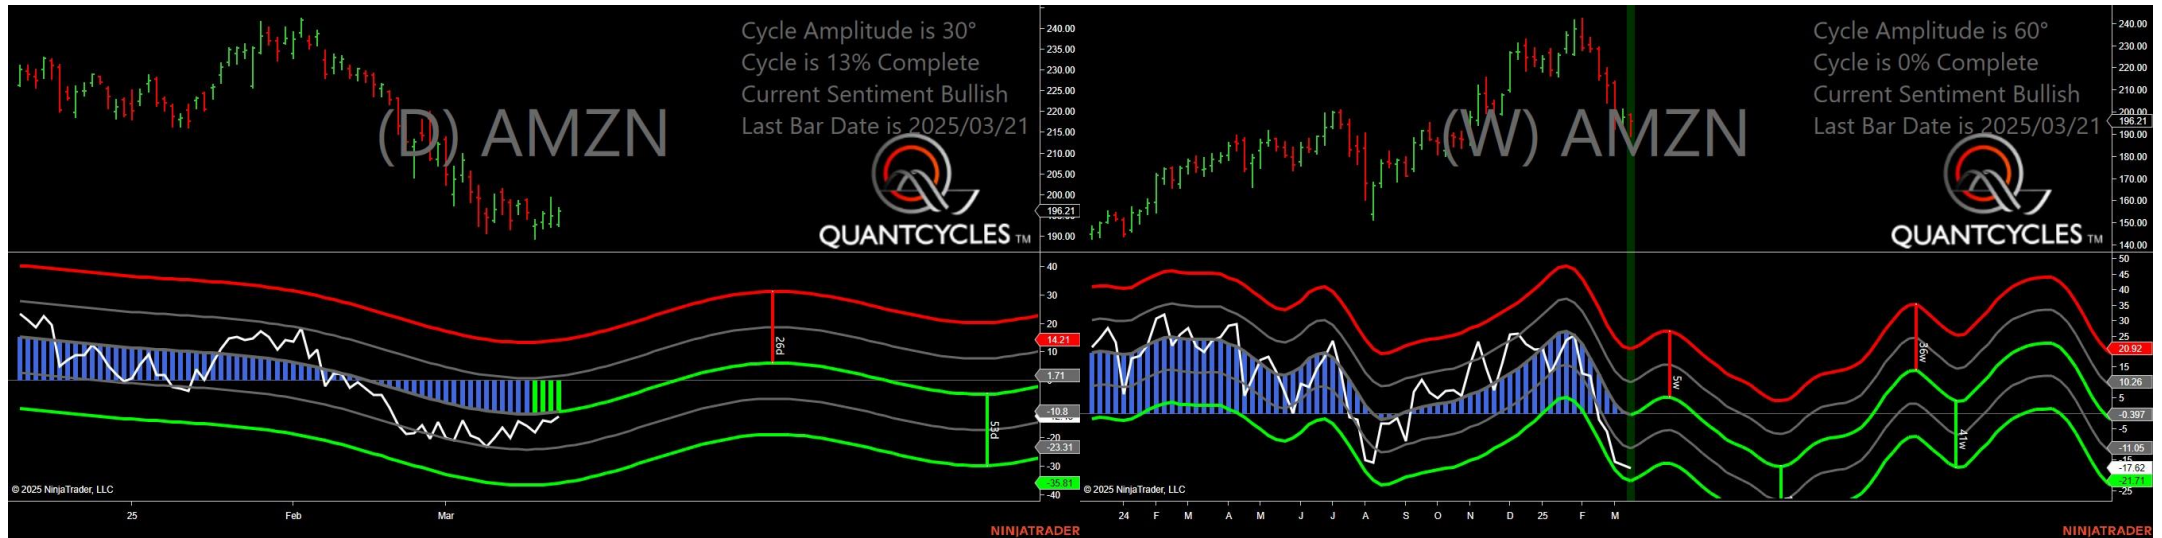 Cycle Amplitude is 30°
Cycle is 13% Complete
Current Sentiment Bullish
Last Bar Date is 2025/03/21
(D) AMZN
QUANTCYCLES TM
240.00
235.00
230.00
225.00
220.00
215.00
210.00
205.00
200.00
196.21
190.00
40
30
20
14.21
10
1.71
-10.8
-20
-23.31
-30
-35.81
-40
26d
53d
© 2025 NinjaTrader, LLC
25
Feb
Mar
NINJATRADER
Cycle Amplitude is 60°
Cycle is 0% Complete
Current Sentiment Bullish
Last Bar Date is 2025/03/21
(W) AMZN
QUANTCYCLES TM
240.00
230.00
220.00
210.00
200.00
196.21
190.00
180.00
170.00
160.00
150.00
140.00
50
45
40
35
30
25
20.92
15
10.26
5
-0.397
-5
-11.05
-17.62
-21.71
-25
5w
36w
41w
© 2025 NinjaTrader, LLC
24 F M A M J J A S O N D 25 F M
NINJATRADER